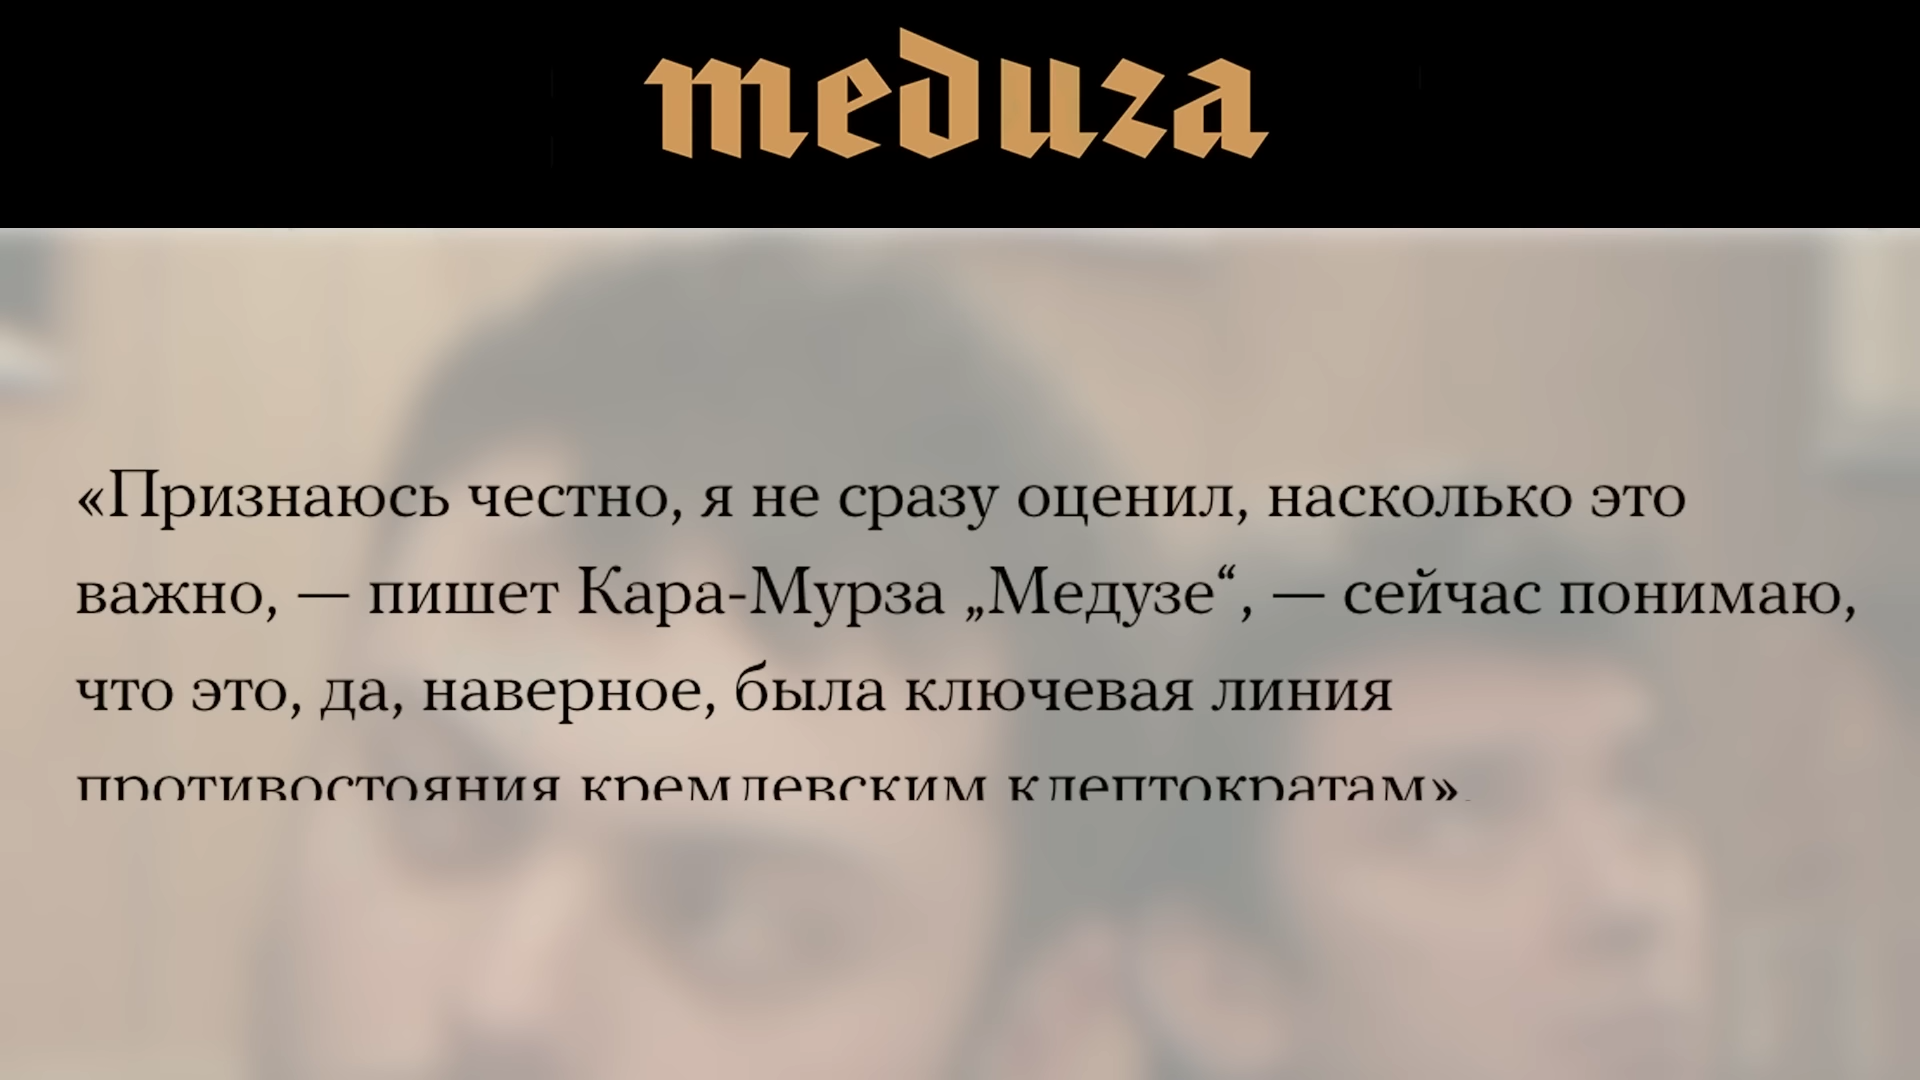 meduza
«Признаюсь честно, я не сразу оценил, насколько это
важно, — пишет Кара-Мурза „Медузе“, — сейчас понимаю,
что это, да, наверное, была ключевая линия
противостояния кремлевским клептократам».